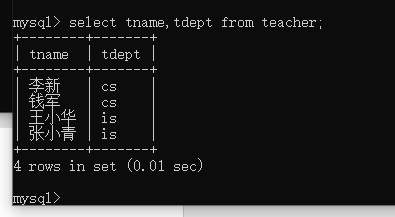 mysql> select tname,tdept from teacher;
+--------+-------+
| tname | tdept |
+--------+-------+
| 李新 | cs |
| 钱军 | cs |
| 王小华 | is |
| 张小青 | is |
+--------+-------+
4 rows in set (0.01 sec)
mysql>